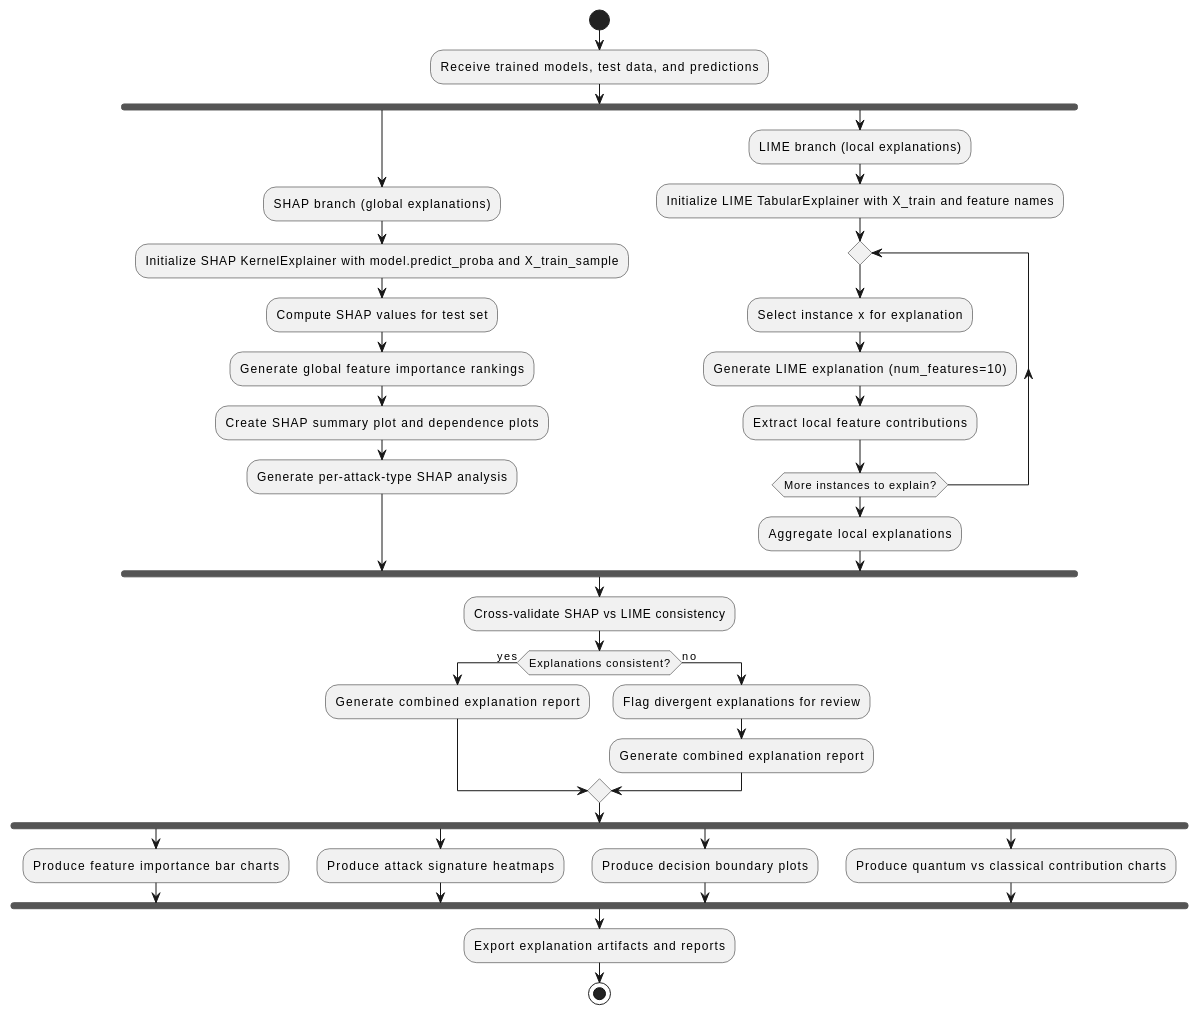 Receive trained models, test data, and predictions
SHAP branch (global explanations)
Initialize SHAP KernelExplainer with model.predict_proba and X_train_sample
Compute SHAP values for test set
Generate global feature importance rankings
Create SHAP summary plot and dependence plots
Generate per-attack-type SHAP analysis
LIME branch (local explanations)
Initialize LIME TabularExplainer with X_train and feature names
Select instance x for explanation
Generate LIME explanation (num_features=10)
Extract local feature contributions
More instances to explain?
Aggregate local explanations
Cross-validate SHAP vs LIME consistency
Explanations consistent?
yes
no
Generate combined explanation report
Flag divergent explanations for review
Generate combined explanation report
Produce feature importance bar charts
Produce attack signature heatmaps
Produce decision boundary plots
Produce quantum vs classical contribution charts
Export explanation artifacts and reports